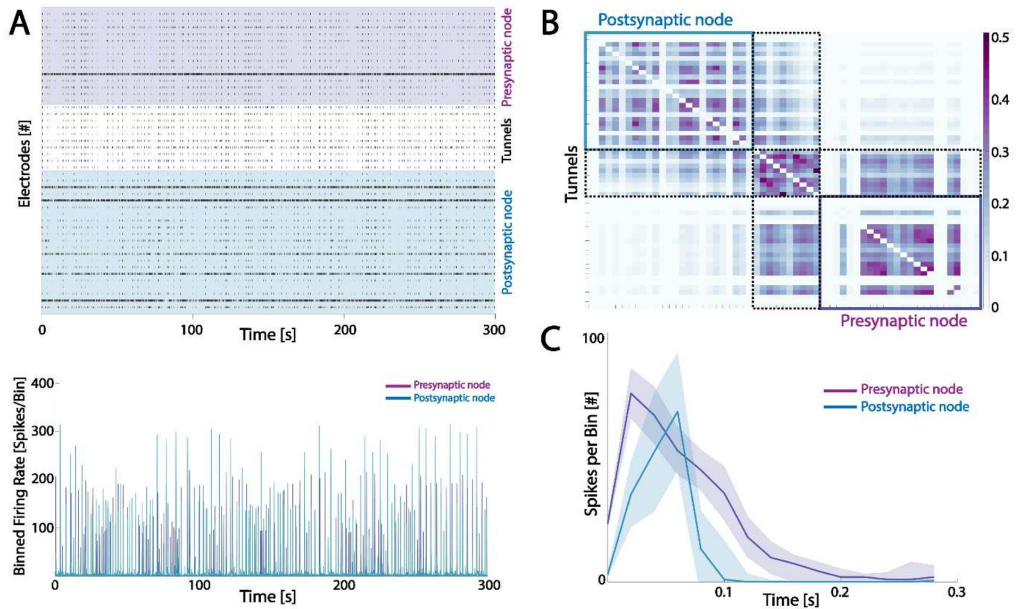 A
Electrodes [#]
Presynaptic node
Tunnels
Postsynaptic node
0
100
200
300
Time [s]
Binned Firing Rate [Spikes/Bin]
400
300
200
100
Presynaptic node
Postsynaptic node
0
100
200
300
Time [s]
B
Postsynaptic node
Tunnels
Presynaptic node
0.5
0.4
0.3
0.2
0.1
0
C
Spikes per Bin [#]
100
0
Presynaptic node
Postsynaptic node
0.1
0.2
0.3
Time [s]